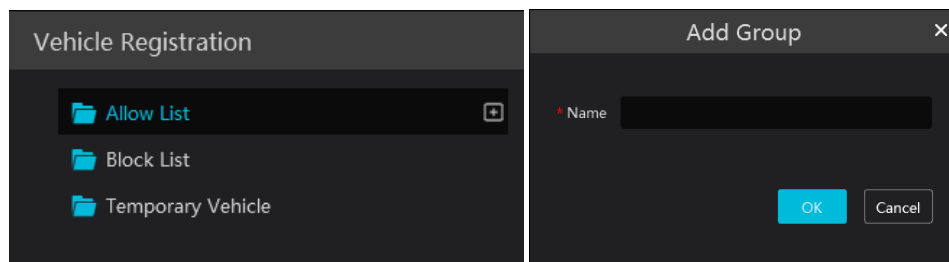 Vehicle Registration
Allow List
Block List
Temporary Vehicle
Add Group
* Name
OK
Cancel